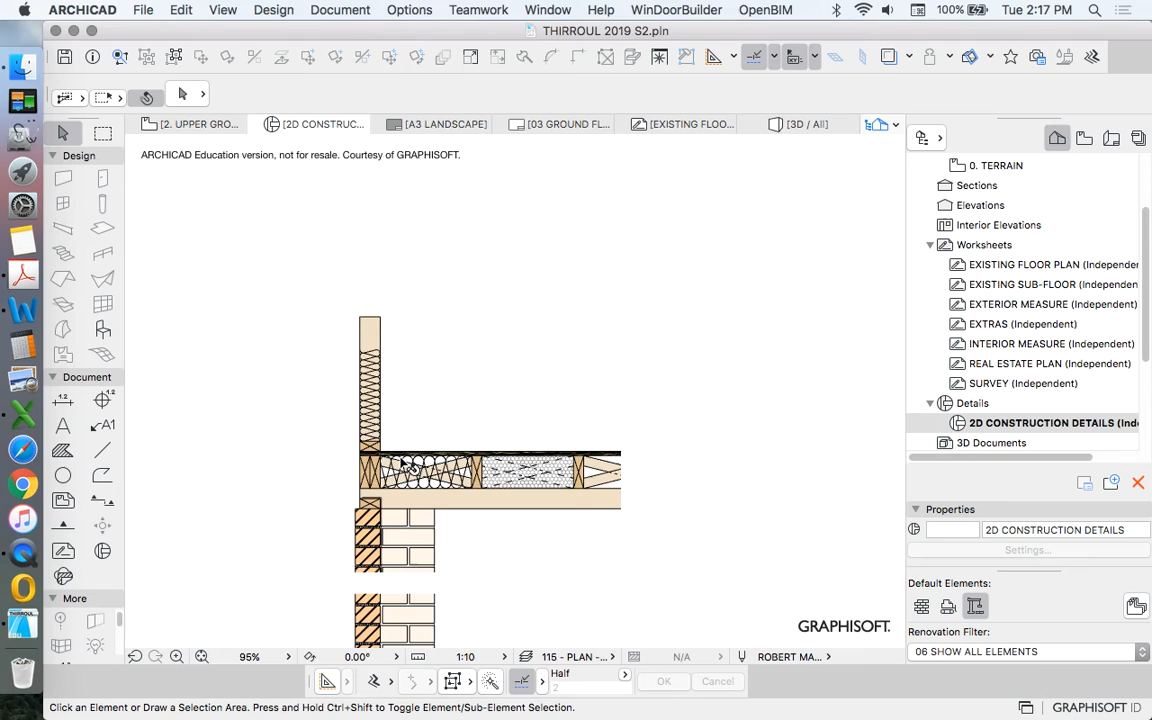 ARCHICAD File Edit View Design Document Options Teamwork Window Help WinDoorBuilder OpenBIM 100% Tue 2:17 PM
THIRROUL 2019 S2.pln
[2. UPPER GRO... [2D CONSTRUC... [A3 LANDSCAPE] [03 GROUND FL... [EXISTING FLOO... [3D / All]
ARCHICAD Education version, not for resale. Courtesy of GRAPHISOFT.
Design
Document
More
0. TERRAIN
Sections
Elevations
Interior Elevations
Worksheets
EXISTING FLOOR PLAN (Independer
EXISTING SUB-FLOOR (Independen
EXTERIOR MEASURE (Independent)
EXTRAS (Independent)
INTERIOR MEASURE (Independent)
REAL ESTATE PLAN (Independent)
SURVEY (Independent)
Details
2D CONSTRUCTION DETAILS (Ind
3D Documents
Properties
2D CONSTRUCTION DETAILS
Settings...
Default Elements:
Renovation Filter:
06 SHOW ALL ELEMENTS
GRAPHISOFT.
95% 0.00° 1:10 115 - PLAN -... N/A ROBERT MA...
Half
2
OK Cancel
Click an Element or Draw a Selection Area. Press and Hold Ctrl+Shift to Toggle Element/Sub-Element Selection.
GRAPHISOFT ID